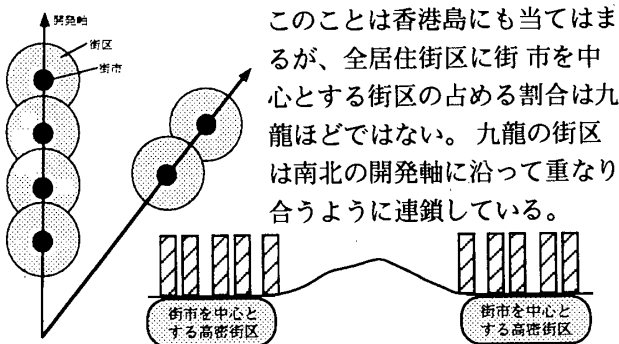 開発軸
街区
街市
このことは香港島にも当てはま
るが、全居住街区に街 市を中
心とする街区の占める割合は九
龍ほどではない。 九龍の街区
は南北の開発軸に沿って重なり
合うように連鎖している。
街市を中心と
する高密街区
街市を中心と
する高密街区